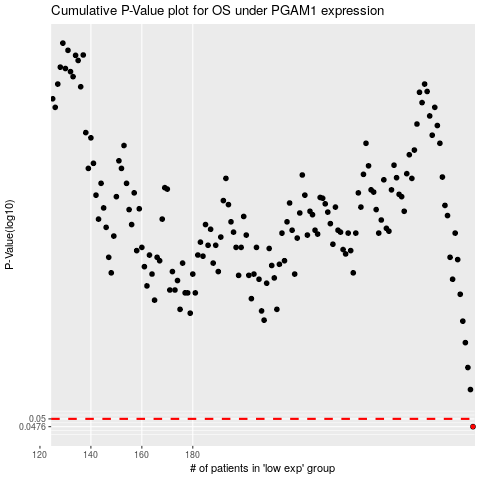 Cumulative P-Value plot for OS under PGAM1 expression
P-Value(log10)
0.05
0.0476
120 140 160 180
# of patients in 'low exp' group